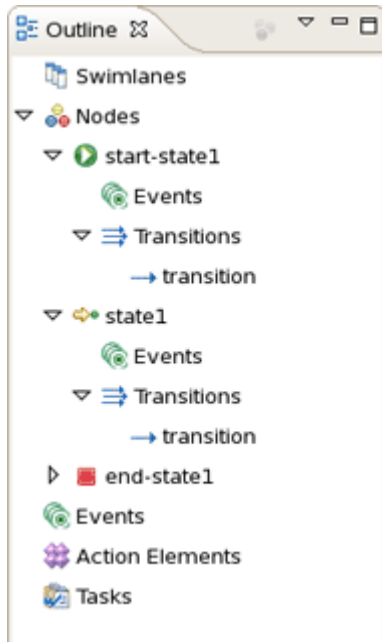 Outline
Swimlanes
Nodes
start-state1
Events
Transitions
transition
state1
Events
Transitions
transition
end-state1
Events
Action Elements
Tasks